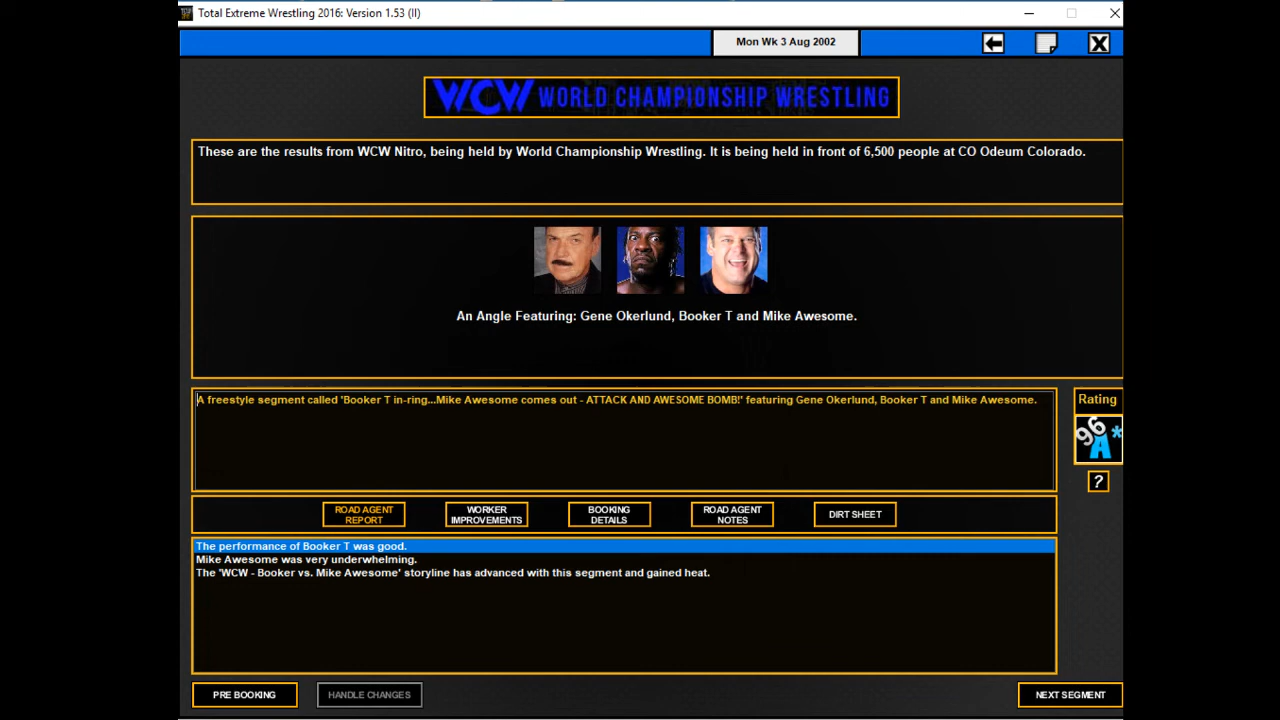 Total Extreme Wrestling 2016: Version 1.53 (II)
Mon Wk 3 Aug 2002
WCW WORLD CHAMPIONSHIP WRESTLING
These are the results from WCW Nitro, being held by World Championship Wrestling. It is being held in front of 6,500 people at CO Odeum Colorado.
An Angle Featuring: Gene Okerlund, Booker T and Mike Awesome.
A freestyle segment called 'Booker T in-ring...Mike Awesome comes out - ATTACK AND AWESOME BOMB!' featuring Gene Okerlund, Booker T and Mike Awesome.
Rating
96
A*
?
ROAD AGENT
REPORT
WORKER
IMPROVEMENTS
BOOKING
DETAILS
ROAD AGENT
NOTES
DIRT SHEET
The performance of Booker T was good.
Mike Awesome was very underwhelming.
The 'WCW - Booker vs. Mike Awesome' storyline has advanced with this segment and gained heat.
PRE BOOKING
HANDLE CHANGES
NEXT SEGMENT